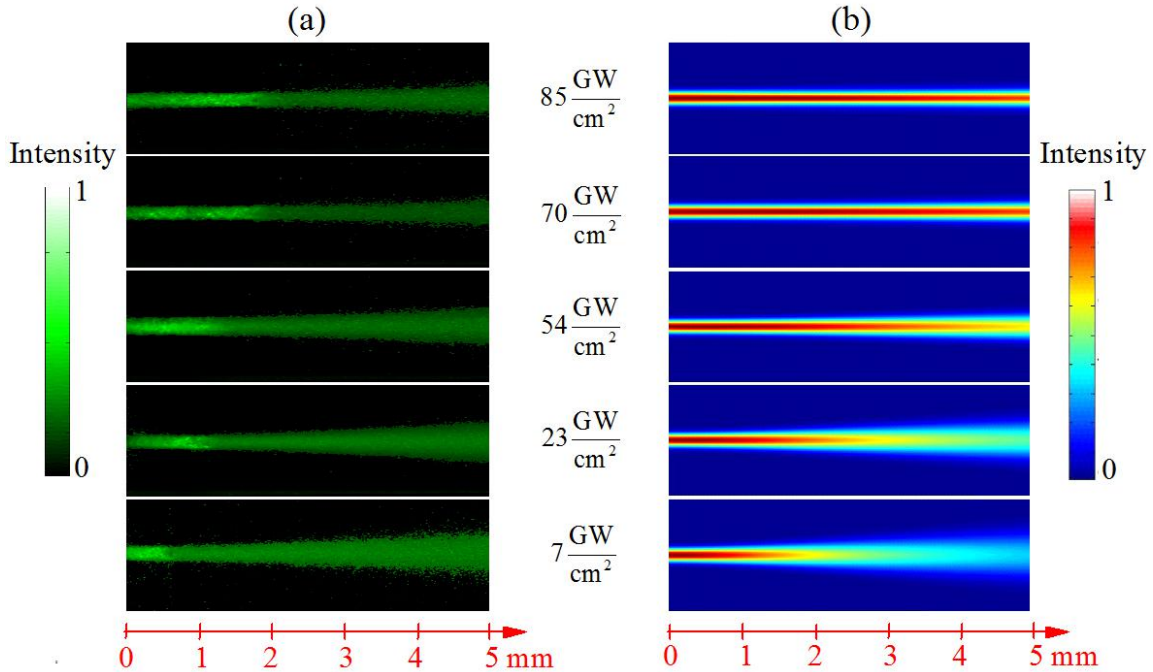 (a) (b)
85 GW/cm²
Intensity Intensity
1 1
70 GW/cm²
54 GW/cm²
0 0
23 GW/cm²
7 GW/cm²
0 1 2 3 4 5 mm 0 1 2 3 4 5 mm